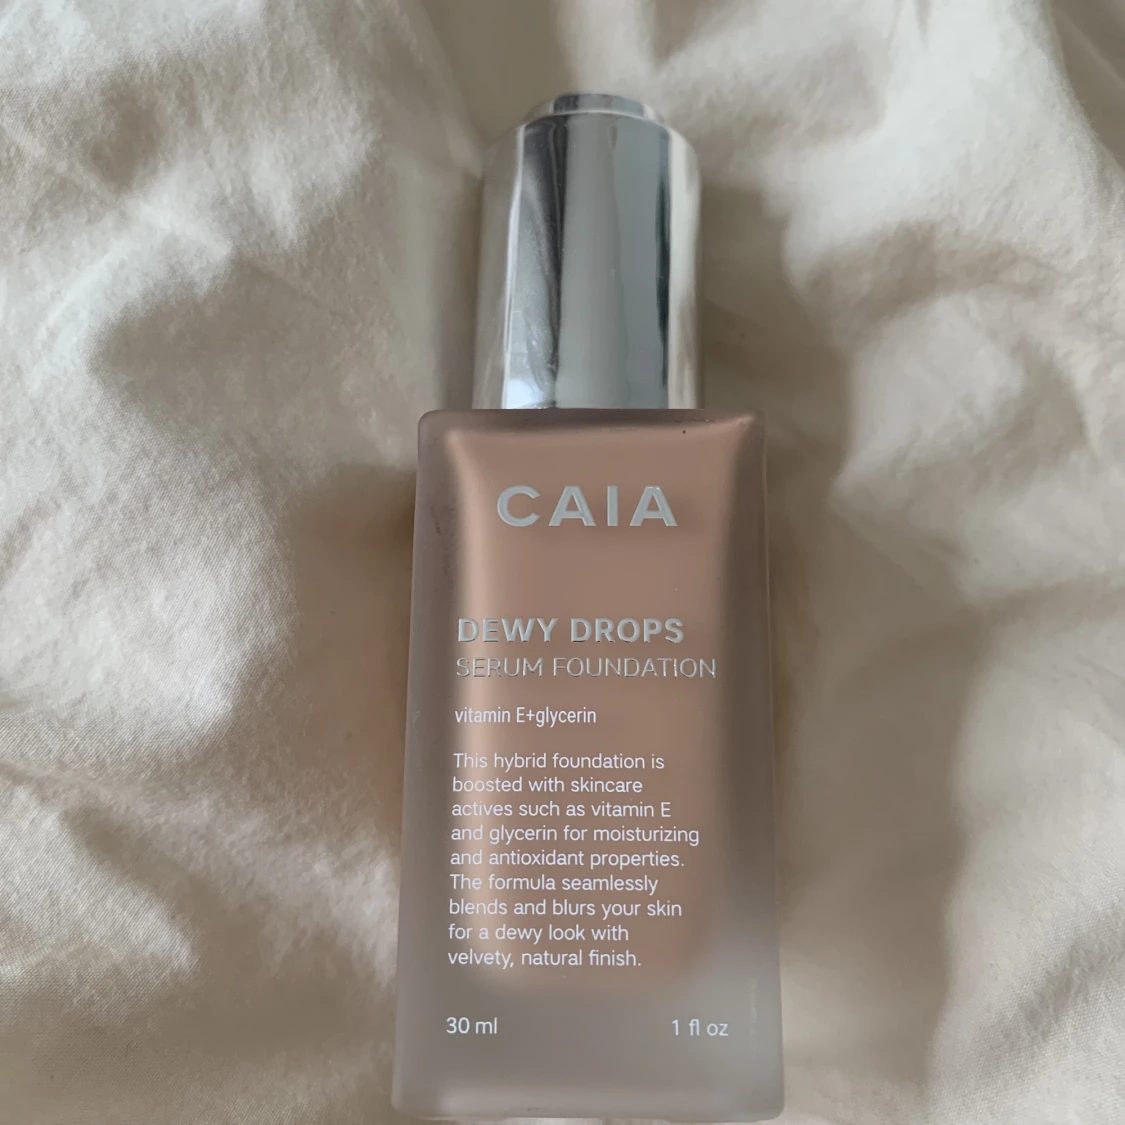 CAIA
DEWY DROPS
SERUM FOUNDATION
vitamin E+glycerin
This hybrid foundation is
boosted with skincare
actives such as vitamin E
and glycerin for moisturizing
and antioxidant properties.
The formula seamlessly
blends and blurs your skin
for a dewy look with
velvety, natural finish.
30 ml 1 fl oz